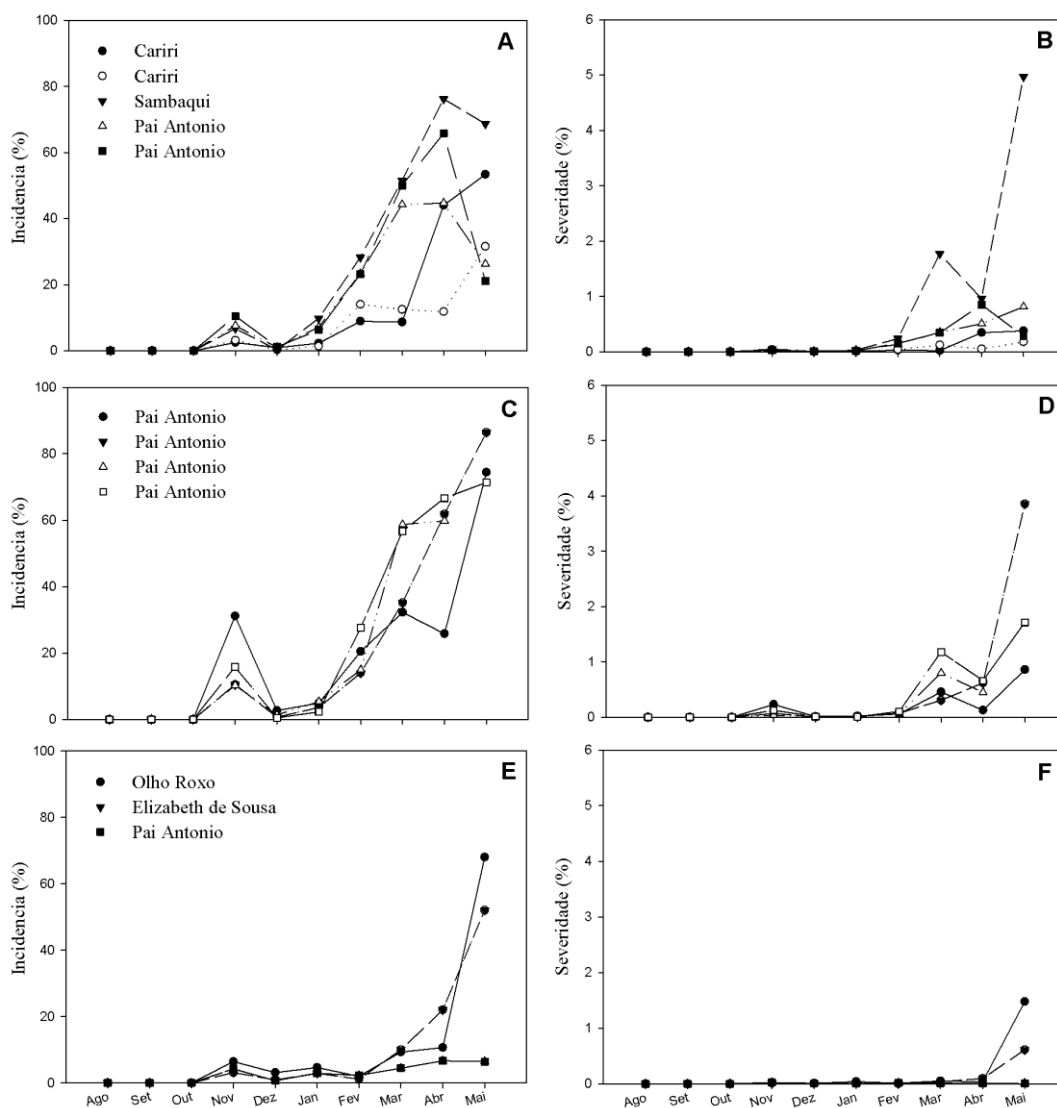 A
Incidencia (%)
100
80
60
40
20
0
Cariri
Cariri
Sambaqui
Pai Antonio
Pai Antonio
B
Severidade (%)
6
5
4
3
2
1
0
C
Incidencia (%)
100
80
60
40
20
0
Pai Antonio
Pai Antonio
Pai Antonio
Pai Antonio
D
Severidade (%)
6
5
4
3
2
1
0
E
Incidencia (%)
100
80
60
40
20
0
Olho Roxo
Elizabeth de Sousa
Pai Antonio
Ago Set Out Nov Dez Jan Fev Mar Abr Mai
F
Severidade (%)
6
5
4
3
2
1
0
Ago Set Out Nov Dez Jan Fev Mar Abr Mai